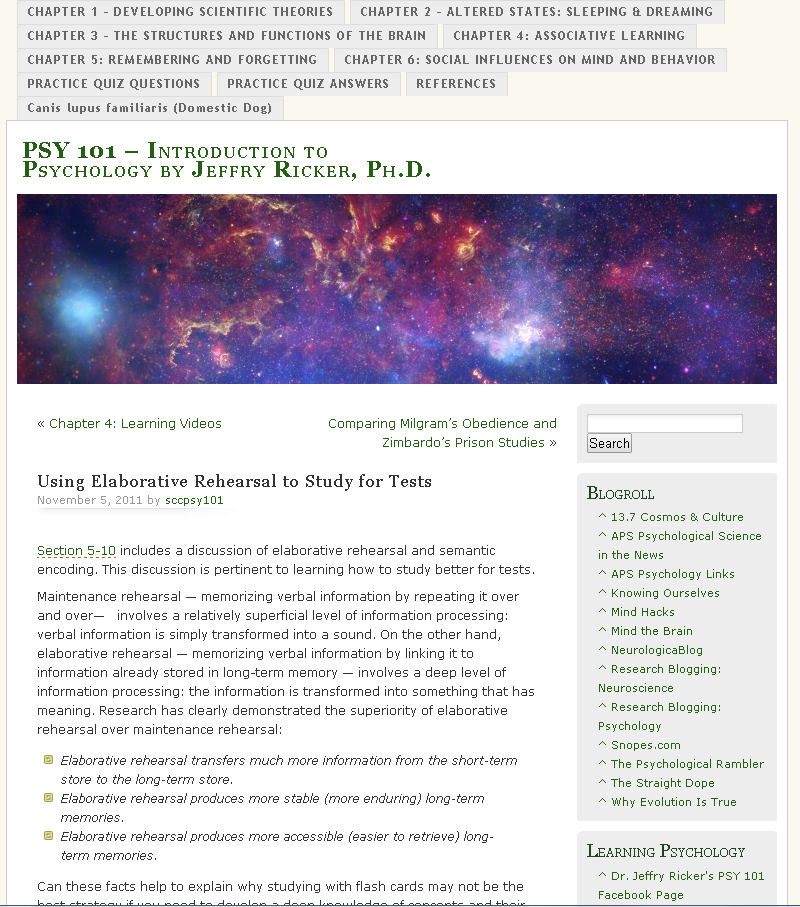 CHAPTER 1 - DEVELOPING SCIENTIFIC THEORIES
CHAPTER 2 - ALTERED STATES: SLEEPING & DREAMING
CHAPTER 3 - THE STRUCTURES AND FUNCTIONS OF THE BRAIN
CHAPTER 4: ASSOCIATIVE LEARNING
CHAPTER 5: REMEMBERING AND FORGETTING
CHAPTER 6: SOCIAL INFLUENCES ON MIND AND BEHAVIOR
PRACTICE QUIZ QUESTIONS
PRACTICE QUIZ ANSWERS
REFERENCES
Canis lupus familiaris (Domestic Dog)
PSY 101 – Introduction to
Psychology by Jeffry Ricker, Ph.D.
« Chapter 4: Learning Videos
Comparing Milgram's Obedience and
Zimbardo's Prison Studies »
Using Elaborative Rehearsal to Study for Tests
November 5, 2011 by sccpsy101
Section 5-10 includes a discussion of elaborative rehearsal and semantic
encoding. This discussion is pertinent to learning how to study better for tests.
Maintenance rehearsal — memorizing verbal information by repeating it over
and over— involves a relatively superficial level of information processing:
verbal information is simply transformed into a sound. On the other hand,
elaborative rehearsal — memorizing verbal information by linking it to
information already stored in long-term memory — involves a deep level of
information processing: the information is transformed into something that has
meaning. Research has clearly demonstrated the superiority of elaborative
rehearsal over maintenance rehearsal:
Elaborative rehearsal transfers much more information from the short-term
store to the long-term store.
Elaborative rehearsal produces more stable (more enduring) long-term
memories.
Elaborative rehearsal produces more accessible (easier to retrieve) long-
term memories.
Can these facts help to explain why studying with flash cards may not be the
best strategy if you need to develop a deep knowledge of concepts and their
Search
Blogroll
^ 13.7 Cosmos & Culture
^ APS Psychological Science
in the News
^ APS Psychology Links
^ Knowing Ourselves
^ Mind Hacks
^ Mind the Brain
^ NeurologicaBlog
^ Research Blogging:
Neuroscience
^ Research Blogging:
Psychology
^ Snopes.com
^ The Psychological Rambler
^ The Straight Dope
^ Why Evolution Is True
Learning Psychology
^ Dr. Jeffry Ricker's PSY 101
Facebook Page